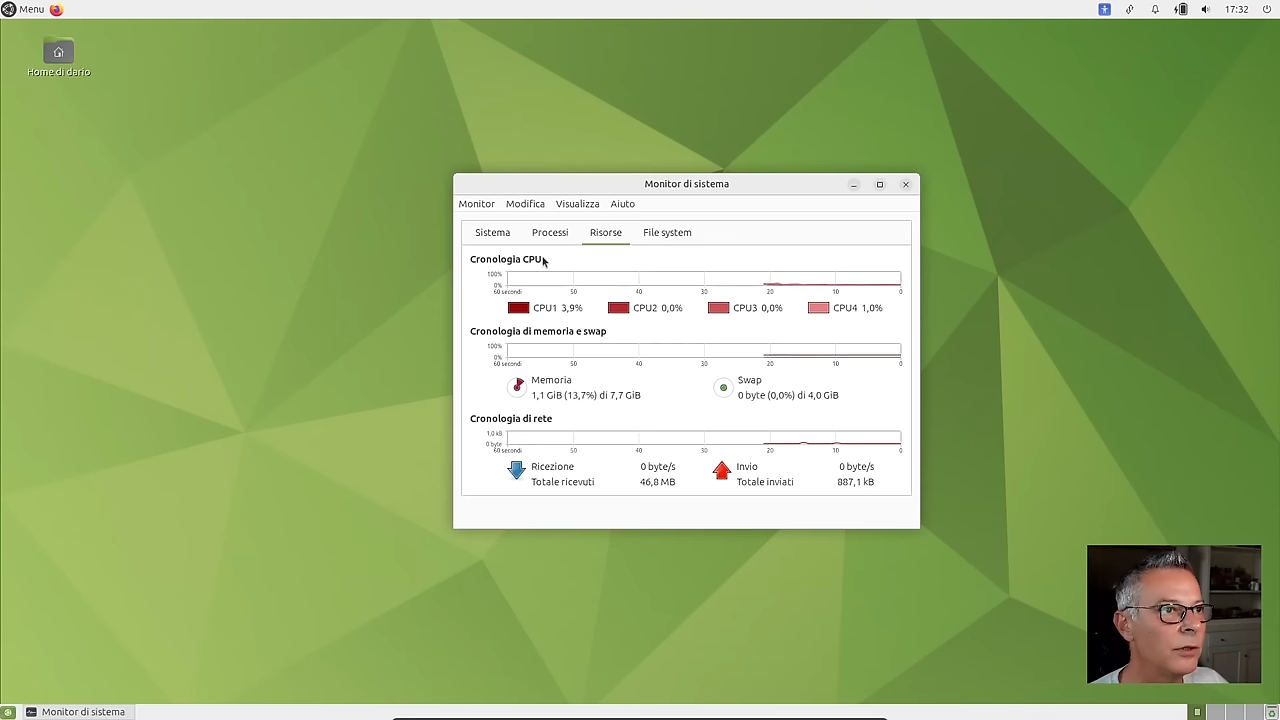 Menu
17:32
Home di dario
Monitor di sistema
Monitor Modifica Visualizza Aiuto
Sistema Processi Risorse File system
Cronologia CPU
100%
0%
60 secondi 50 40 30 20 10 0
CPU1 3,9% CPU2 0,0% CPU3 0,0% CPU4 1,0%
Cronologia di memoria e swap
100%
0%
60 secondi 50 40 30 20 10 0
Memoria Swap
1,1 GiB (13,7%) di 7,7 GiB 0 byte (0,0%) di 4,0 GiB
Cronologia di rete
1,0 kB
0 byte
60 secondi 50 40 30 20 10 0
Ricezione 0 byte/s Invio 0 byte/s
Totale ricevuti 46,8 MB Totale inviati 887,1 kB
Monitor di sistema